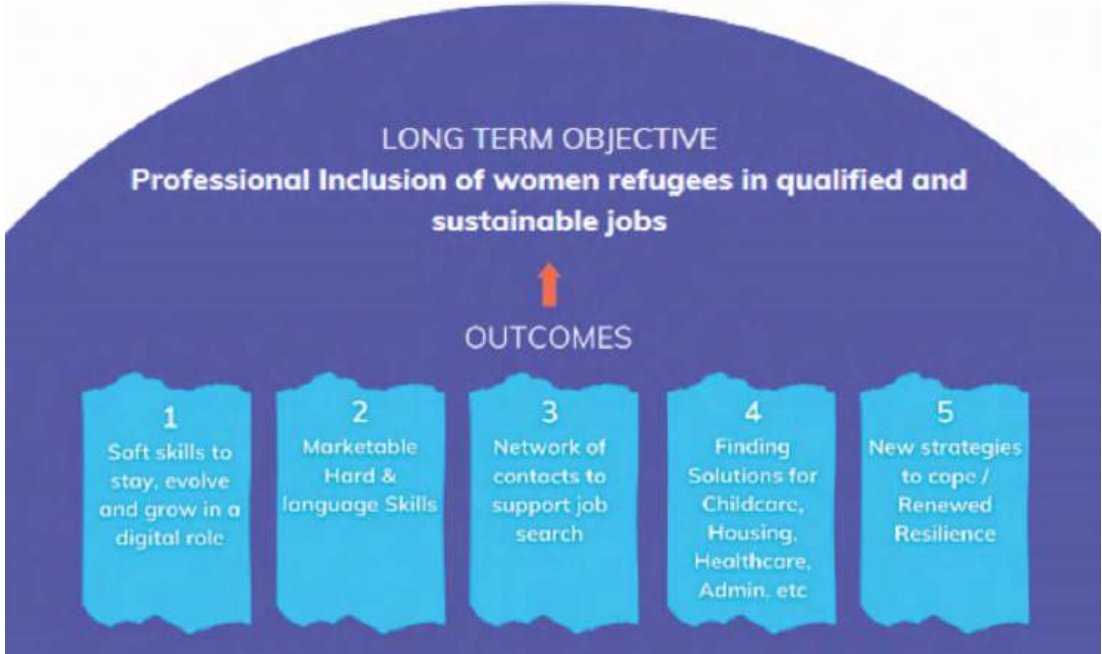 LONG TERM OBJECTIVE
Professional Inclusion of women refugees in qualified and
sustainable jobs
OUTCOMES
1
Soft skills to
stay, evolve
and grow in a
digital role
2
Marketable
Hard &
language Skills
3
Network of
contacts to
support job
search
4
Finding
Solutions for
Childcare,
Housing,
Healthcare,
Admin, etc
5
New strategies
to cope /
Renewed
Resilience